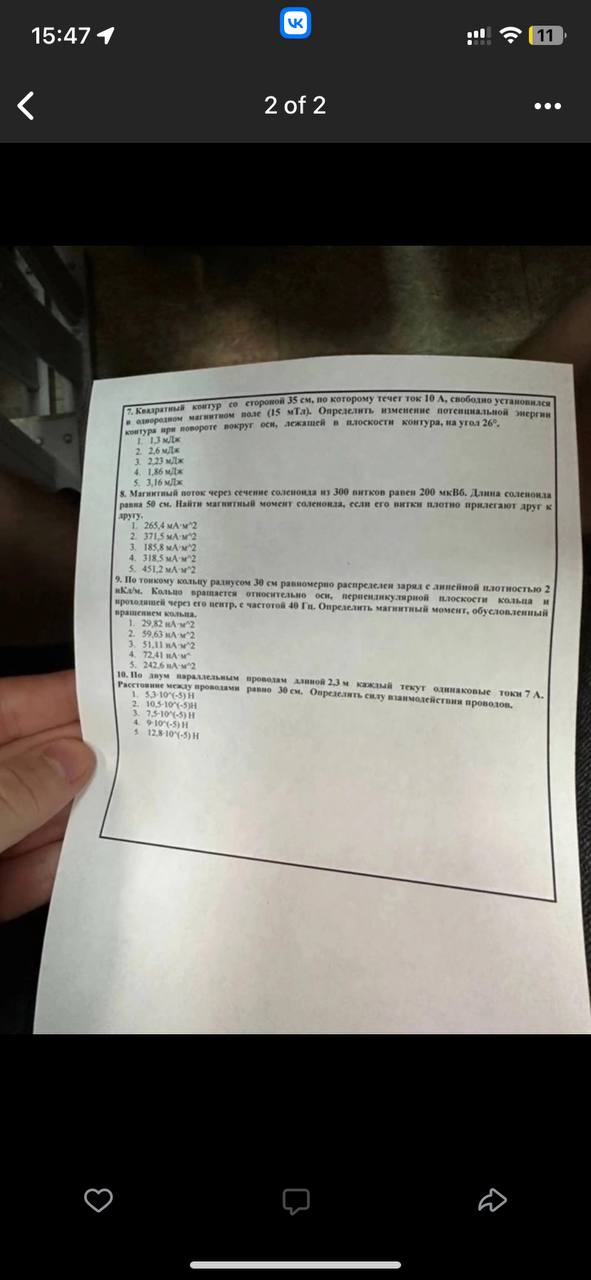 15:47
11
2 of 2
7. Квадратный контур со стороной 35 см, по которому течет ток 10 А, свободно установился
в однородном магнитном поле (15 мТл). Определить изменение потенциальной энергии
контура при повороте вокруг оси, лежащей в плоскости контура, на угол 26°.
1. 1,3 мДж
2. 2,6 мДж
3. 2,23 мДж
4. 1,86 мДж
5. 3,16 мДж
8. Магнитный поток через сечение соленоида из 300 витков равен 200 мкВб. Длина соленоида
равна 50 см. Найти магнитный момент соленоида, если его витки плотно прилегают друг к
другу.
1. 265,4 мА·м^2
2. 371,5 мА·м^2
3. 185,8 мА·м^2
4. 318,5 мА·м^2
5. 451,2 мА·м^2
9. По тонкому кольцу радиусом 30 см равномерно распределен заряд с линейной плотностью 2
нКл/м. Кольцо вращается относительно оси, перпендикулярной плоскости кольца и
проходящей через его центр, с частотой 40 Гц. Определить магнитный момент, обусловленный
вращением кольца.
1. 29,82 нА·м^2
2. 59,63 нА·м^2
3. 51,11 нА·м^2
4. 72,41 нА·м^
5. 242,6 нА·м^2
10. По двум параллельным проводам длиной 2,3 м каждый текут одинаковые токи 7 А.
Расстояние между проводами равно 30 см. Определить силу взаимодействия проводов.
1. 5,3·10^(-5) Н
2. 10,5·10^(-5)Н
3. 7,5·10^(-5) Н
4. 9·10^(-5) Н
5. 12,8·10^(-5) Н